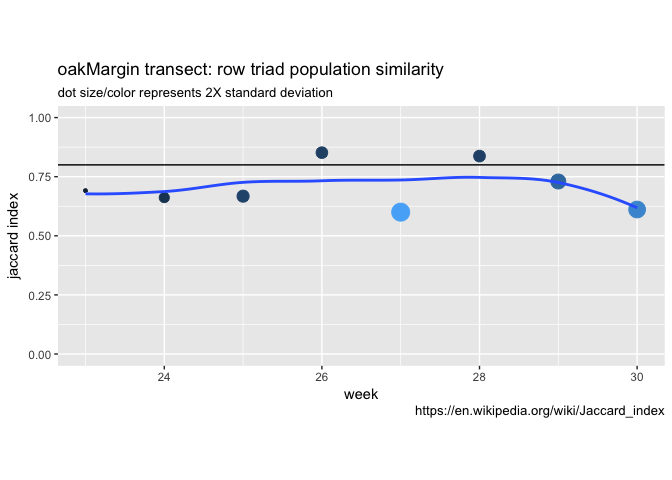 oakMargin transect: row triad population similarity
dot size/color represents 2X standard deviation
1.00
0.75
0.50
0.25
0.00
jaccard index
24 26 28 30
week
https://en.wikipedia.org/wiki/Jaccard_index